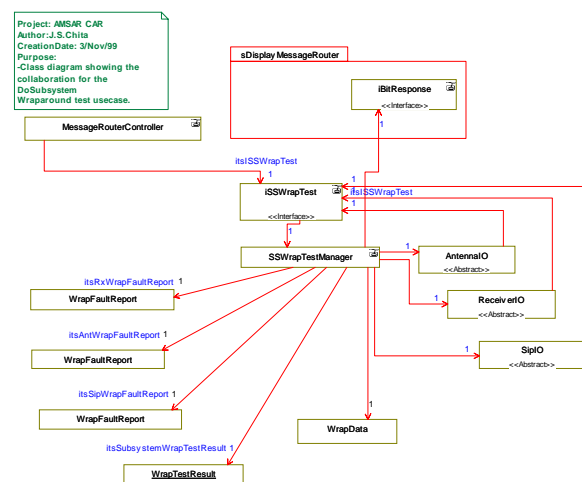 Project: AMSAR CAR
Author:J.S.Chita
CreationDate: 3/Nov/99
Purpose:
-Class diagram showing the
collaboration for the
DoSubsystem
Wraparound test usecase.
sDisplayMessageRouter
iBitResponse
<<Interface>>
1
MessageRouterController
itsISSWrapTest
1
iSSWrapTest
<<Interface>>
1
itsISSWrapTest
1
1
SSWrapTestManager
1
AntennaIO
<<Abstract>>
1
ReceiverIO
<<Abstract>>
1
SipIO
<<Abstract>>
itsRxWrapFaultReport 1
WrapFaultReport
itsAntWrapFaultReport 1
WrapFaultReport
itsSipWrapFaultReport 1
WrapFaultReport
1
WrapData
itsSubsystemWrapTestResult 1
WrapTestResult